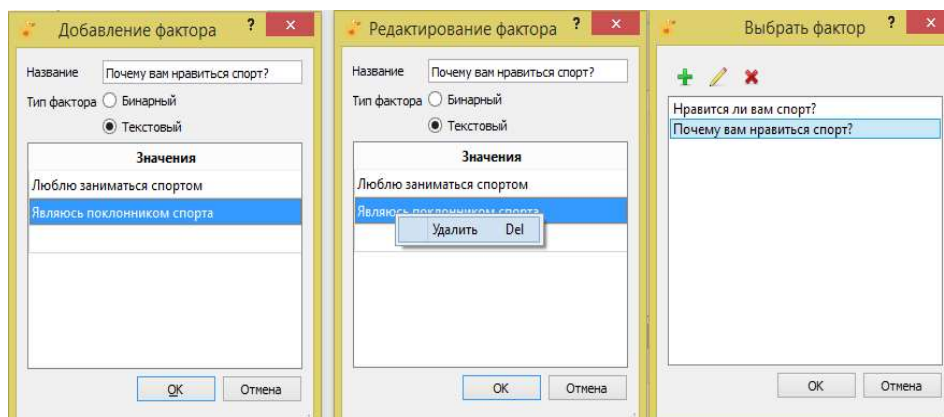 Добавление фактора ? x
Название Почему вам нравиться спорт?
Тип фактора Бинарный
Текстовый
Значения
Люблю заниматься спортом
Являюсь поклонником спорта
OK Отмена
Редактирование фактора ? x
Название Почему вам нравиться спорт?
Тип фактора Бинарный
Текстовый
Значения
Люблю заниматься спортом
Являюсь поклонником спорта
Удалить Del
OK Отмена
Выбрать фактор ? x
Нравится ли вам спорт?
Почему вам нравиться спорт?
OK Отмена